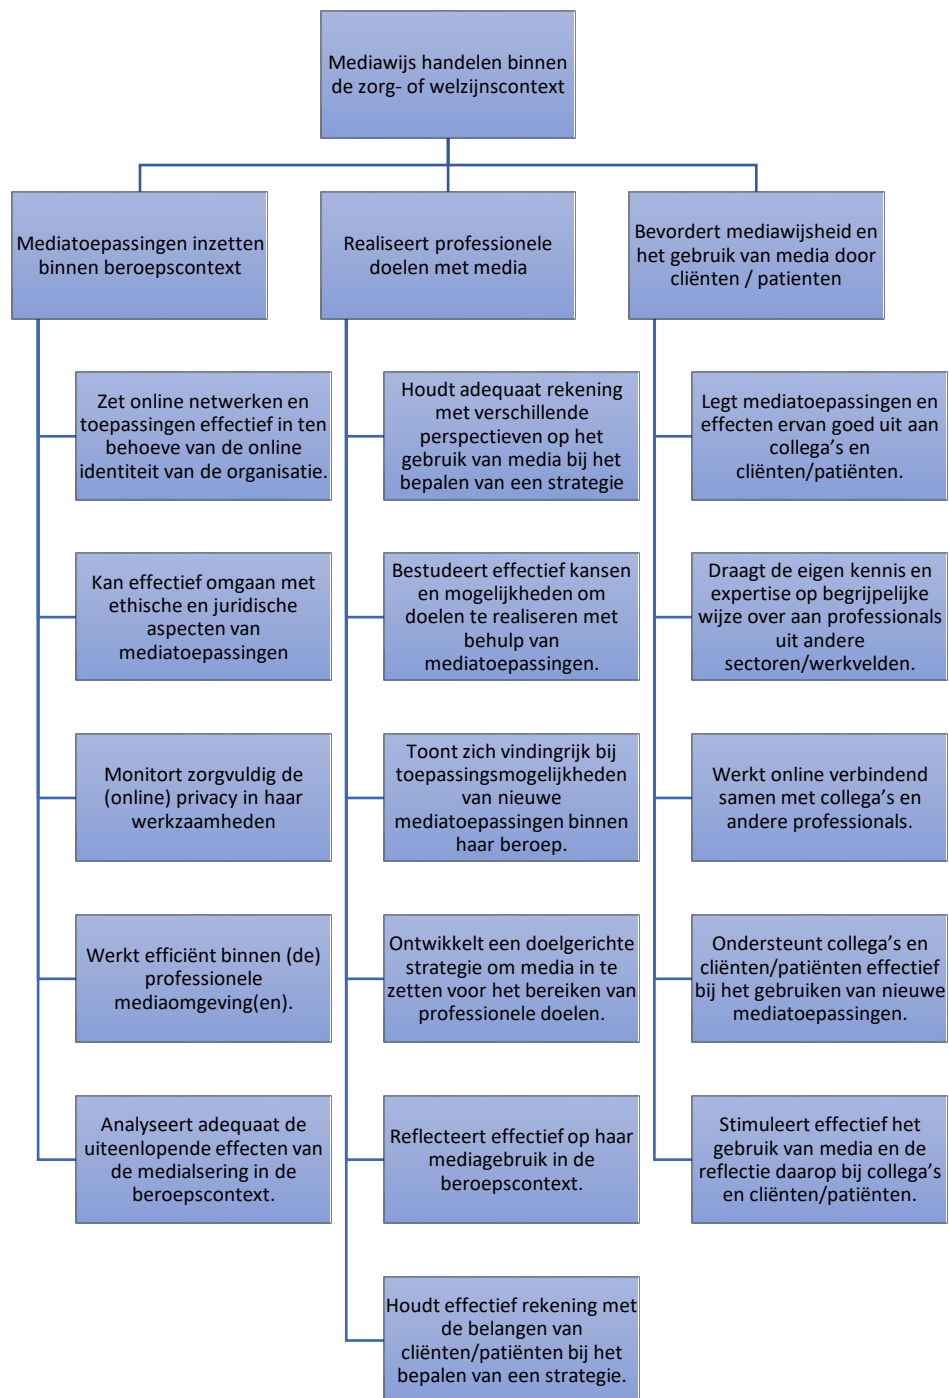 Mediawijs handelen binnen
de zorg- of welzijnscontext
Mediatoepassingen inzetten
binnen beroepscontext
Zet online netwerken en
toepassingen effectief in ten
behoeve van de online
identiteit van de organisatie.
Kan effectief omgaan met
ethische en juridische
aspecten van
mediatoepassingen
Monitort zorgvuldig de
(online) privacy in haar
werkzaamheden
Werkt efficiënt binnen (de)
professionele
mediaomgeving(en).
Analyseert adequaat de
uiteenlopende effecten van
de medialsering in de
beroepscontext.
Realiseert professionele
doelen met media
Houdt adequaat rekening
met verschillende
perspectieven op het
gebruik van media bij het
bepalen van een strategie
Bestudeert effectief kansen
en mogelijkheden om
doelen te realiseren met
behulp van
mediatoepassingen.
Toont zich vindingrijk bij
toepassingsmogelijkheden
van nieuwe
mediatoepassingen binnen
haar beroep.
Ontwikkelt een doelgerichte
strategie om media in te
zetten voor het bereiken van
professionele doelen.
Reflecteert effectief op haar
mediagebruik in de
beroepscontext.
Houdt effectief rekening met
de belangen van
cliënten/patiënten bij het
bepalen van een strategie.
Bevordert mediawijsheid en
het gebruik van media door
cliënten / patienten
Legt mediatoepassingen en
effecten ervan goed uit aan
collega’s en
cliënten/patiënten.
Draagt de eigen kennis en
expertise op begrijpelijke
wijze over aan professionals
uit andere
sectoren/werkvelden.
Werkt online verbindend
samen met collega’s en
andere professionals.
Ondersteunt collega’s en
cliënten/patiënten effectief
bij het gebruiken van nieuwe
mediatoepassingen.
Stimuleert effectief het
gebruik van media en de
reflectie daarop bij collega’s
en cliënten/patiënten.